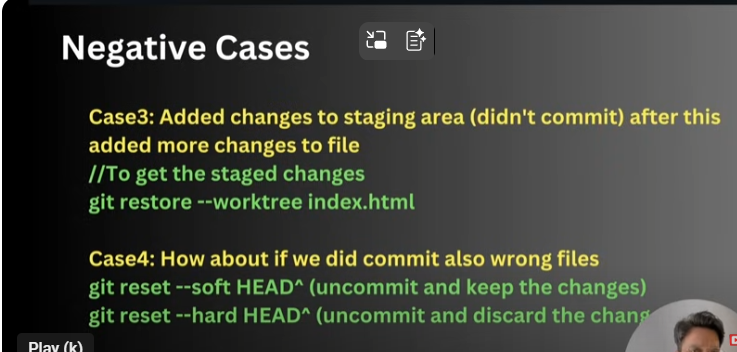 Negative Cases
Case3: Added changes to staging area (didn't commit) after this
added more changes to file
//To get the staged changes
git restore --worktree index.html
Case4: How about if we did commit also wrong files
git reset --soft HEAD^ (uncommit and keep the changes)
git reset --hard HEAD^ (uncommit and discard the chang
Play (k)